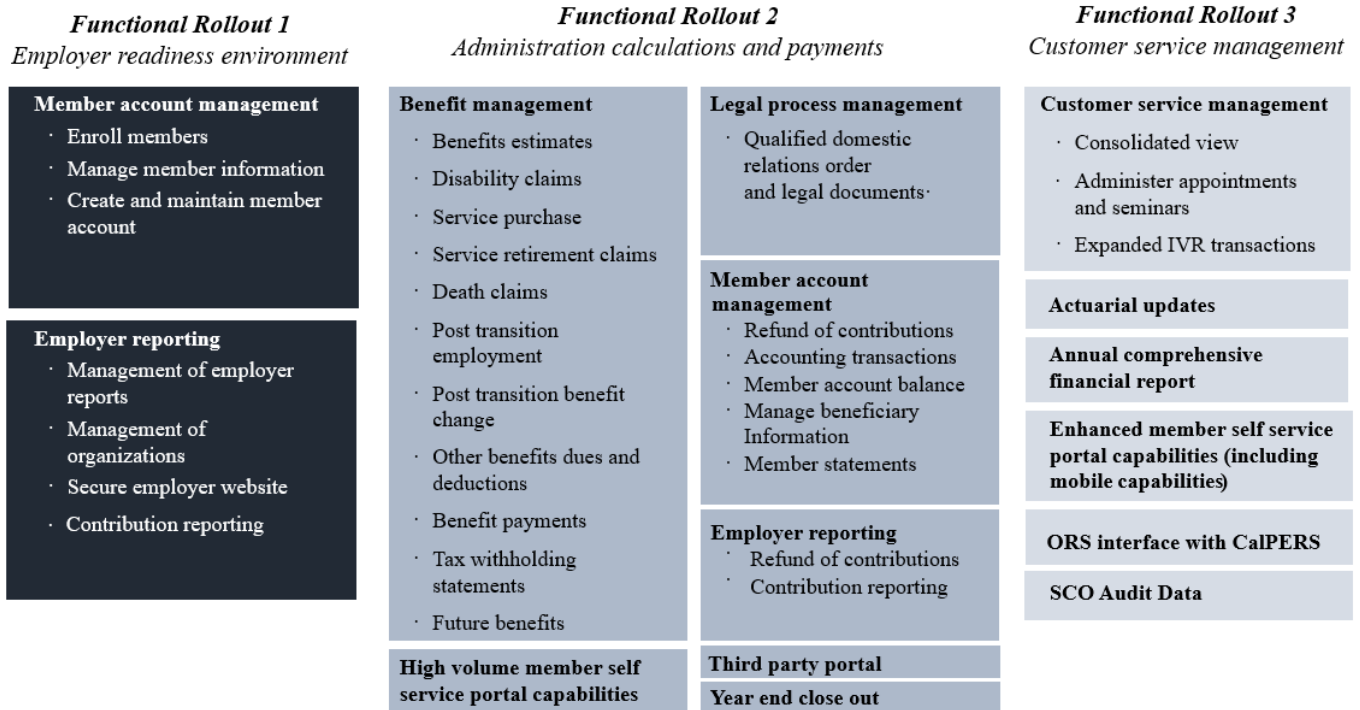 Functional Rollout 1
Employer readiness environment
Member account management
· Enroll members
· Manage member information
· Create and maintain member
account
Employer reporting
· Management of employer
reports
· Management of
organizations
· Secure employer website
· Contribution reporting
Functional Rollout 2
Administration calculations and payments
Benefit management
· Benefits estimates
· Disability claims
· Service purchase
· Service retirement claims
· Death claims
· Post transition
employment
· Post transition benefit
change
· Other benefits dues and
deductions
· Benefit payments
· Tax withholding
statements
· Future benefits
High volume member self
service portal capabilities
Legal process management
· Qualified domestic
relations order
and legal documents·
Member account
management
· Refund of contributions
· Accounting transactions
· Member account balance
· Manage beneficiary
Information
· Member statements
Employer reporting
· Refund of contributions
· Contribution reporting
Third party portal
Year end close out
Functional Rollout 3
Customer service management
Customer service management
· Consolidated view
· Administer appointments
and seminars
· Expanded IVR transactions
Actuarial updates
Annual comprehensive
financial report
Enhanced member self service
portal capabilities (including
mobile capabilities)
ORS interface with CalPERS
SCO Audit Data